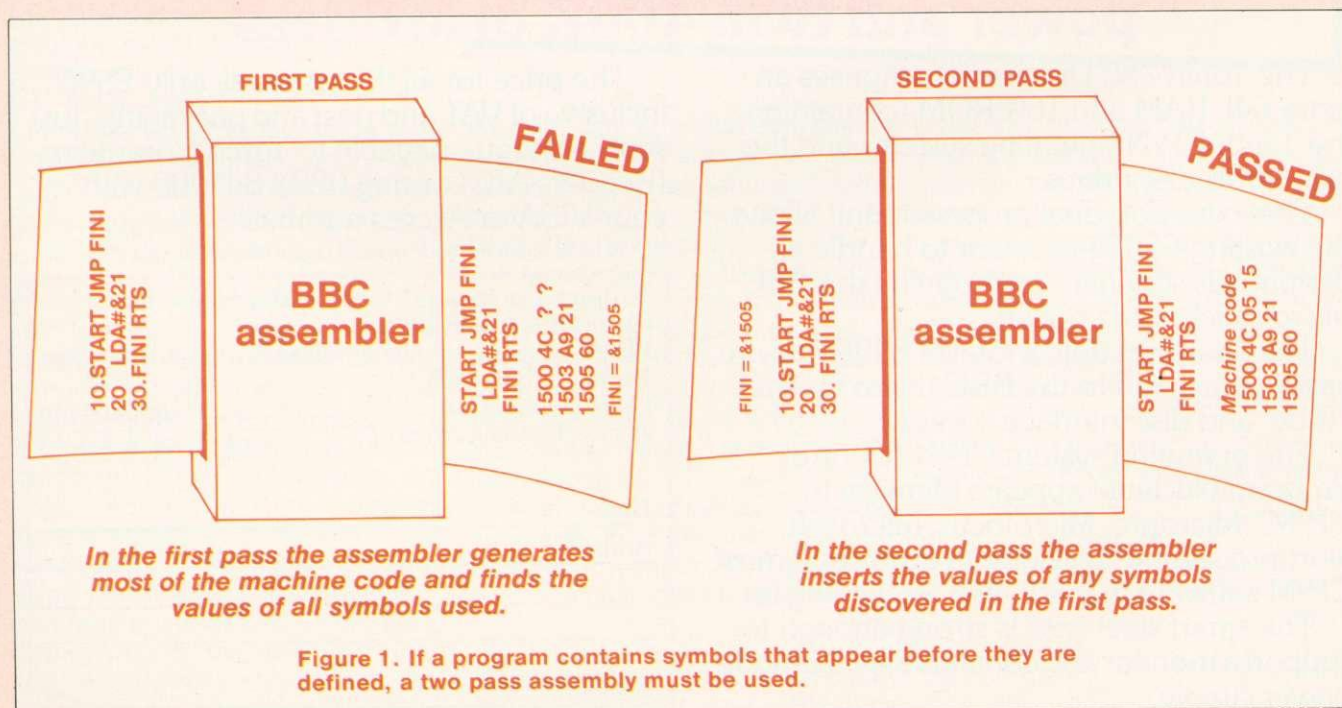 FIRST PASS
10.START JMP FINI
20 LDA#&21
30.FINI RTS
BBC
assembler
FAILED
START JMP FINI
LDA#&21
FINI RTS
1500 4C ? ?
1503 A9 21
1505 60
FINI = &1505
In the first pass the assembler generates
most of the machine code and finds the
values of all symbols used.
SECOND PASS
FINI = &1505
10.START JMP FINI
20 LDA#&21
30. FINI RTS
BBC
assembler
PASSED
START JMP FINI
LDA#&21
FINI RTS
Machine code
1500 4C 05 15
1503 A9 21
1505 60
In the second pass the assembler
inserts the values of any symbols
discovered in the first pass.
Figure 1. If a program contains symbols that appear before they are
defined, a two pass assembly must be used.